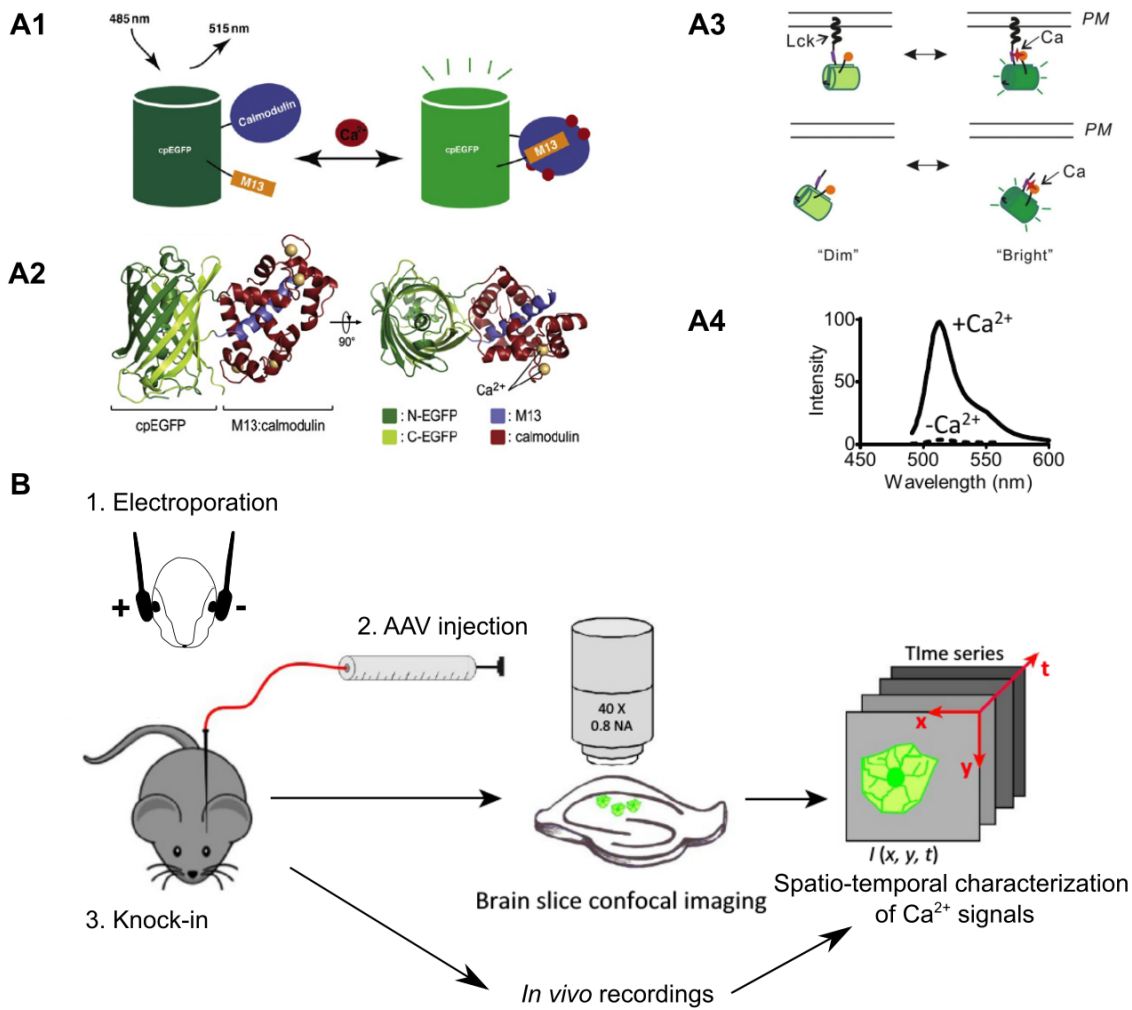 A1
485 nm
515 nm
Calmodulin
cpEGFP
M13
Ca²⁺
cpEGFP
M13
A2
90°
Ca²⁺
cpEGFP
M13:calmodulin
: N-EGFP
: M13
: C-EGFP
: calmodulin
A3
PM
Lck
Ca
PM
Ca
"Dim"
"Bright"
A4
100
50
0
Intensity
+Ca²⁺
-Ca²⁺
450
500
550
600
Wavelength (nm)
B
1. Electroporation
+
-
2. AAV injection
3. Knock-in
40 X
0.8 NA
Brain slice confocal imaging
TIme series
t
x
y
I (x, y, t)
Spatio-temporal characterization
of Ca²⁺ signals
In vivo recordings